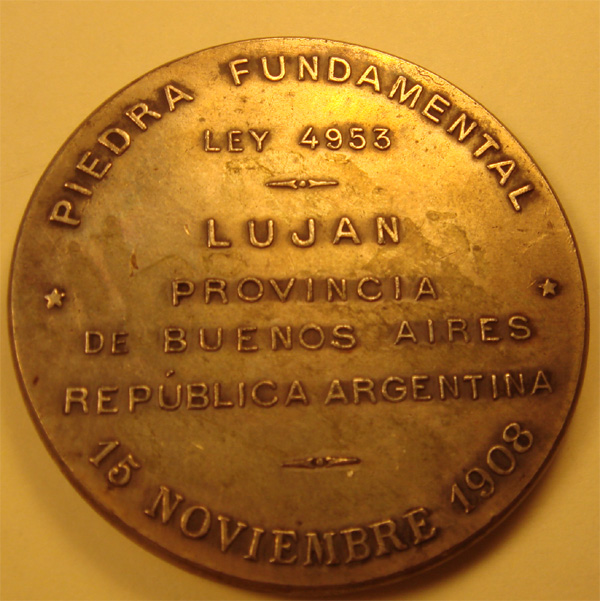 PIEDRA FUNDAMENTAL
LEY 4953
LUJAN
PROVINCIA
DE BUENOS AIRES
REPÚBLICA ARGENTINA
15 NOVIEMBRE 1908